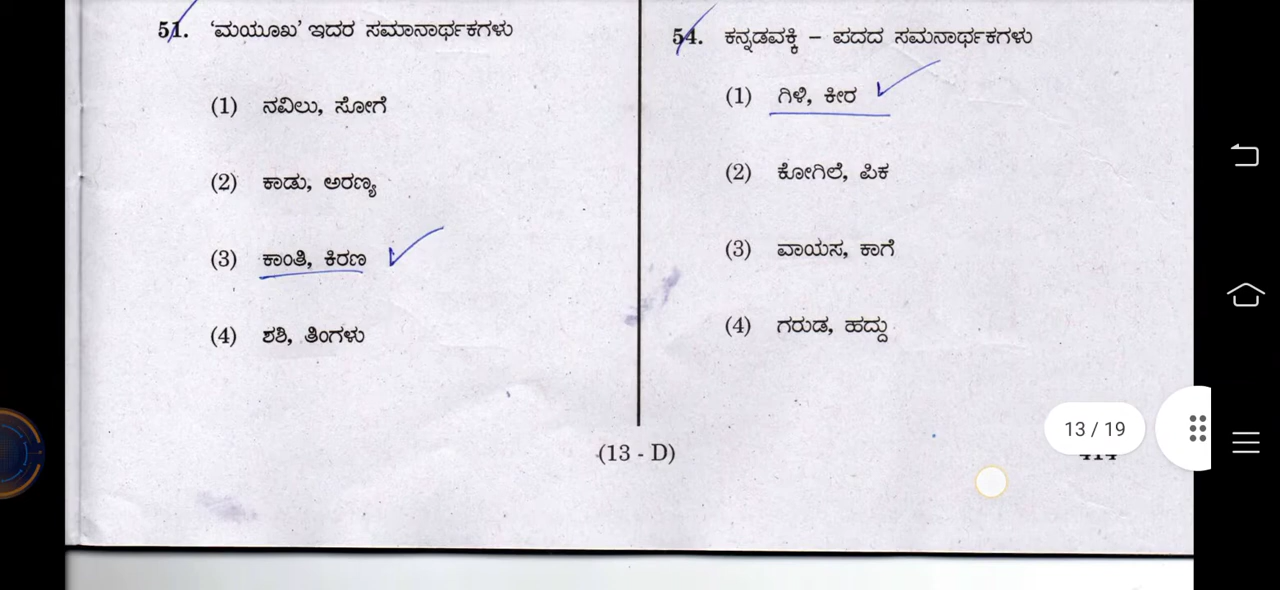 51. 'ಮಯೂಖ' ಇದರ ಸಮಾನಾರ್ಥಕಗಳು
(1) ನವಿಲು, ಸೋಗೆ
(2) ಕಾಡು, ಅರಣ್ಯ
(3) ಕಾಂತಿ, ಕಿರಣ
(4) ಶಶಿ, ತಿಂಗಳು
54. ಕನ್ನಡವಕ್ಕಿ – ಪದದ ಸಮನಾರ್ಥಕಗಳು
(1) ಗಿಳಿ, ಕೀರ
(2) ಕೋಗಿಲೆ, ಪಿಕ
(3) ವಾಯಸ, ಕಾಗೆ
(4) ಗರುಡ, ಹದ್ದು
(13 - D)
13 / 19